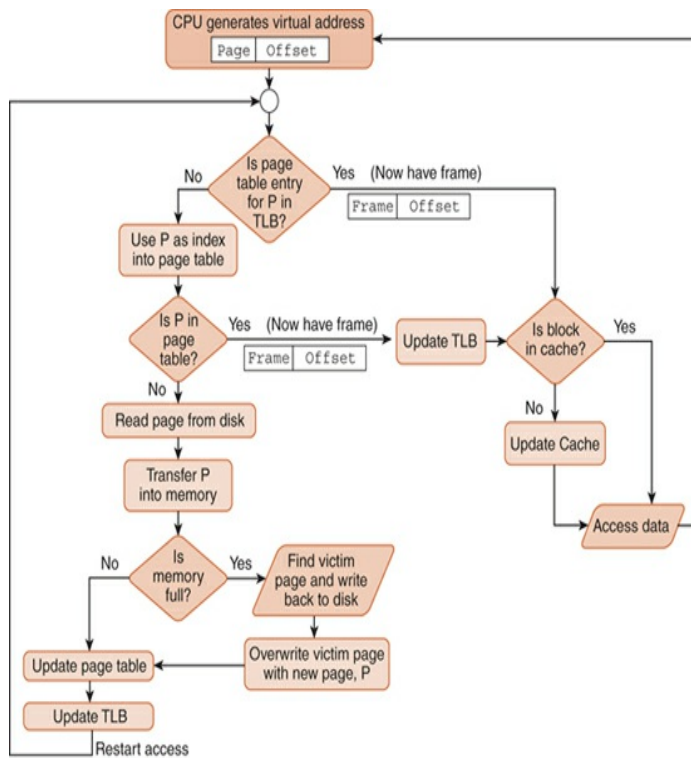 CPU generates virtual address
Page Offset
Is page
table entry
for P in
TLB?
No
Yes (Now have frame)
Frame Offset
Use P as index
into page table
Is P in
page
table?
Yes (Now have frame)
Frame Offset
Update TLB
Is block
in cache?
Yes
No
Update Cache
Access data
No
Read page from disk
Transfer P
into memory
Is
memory
full?
No
Yes
Find victim
page and write
back to disk
Overwrite victim page
with new page, P
Update page table
Update TLB
Restart access